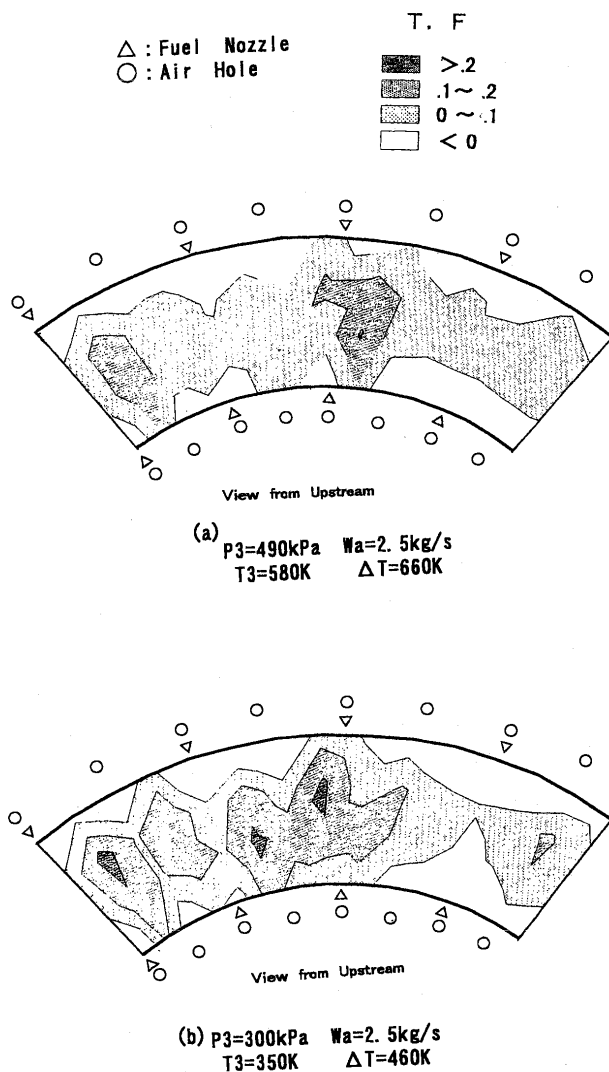 T. F
△ : Fuel Nozzle
○ : Air Hole
>.2
.1~ .2
0 ~ .1
< 0
View from Upstream
(a) P3=490kPa Wa=2. 5kg/s
T3=580K ΔT=660K
View from Upstream
(b) P3=300kPa Wa=2. 5kg/s
T3=350K ΔT=460K